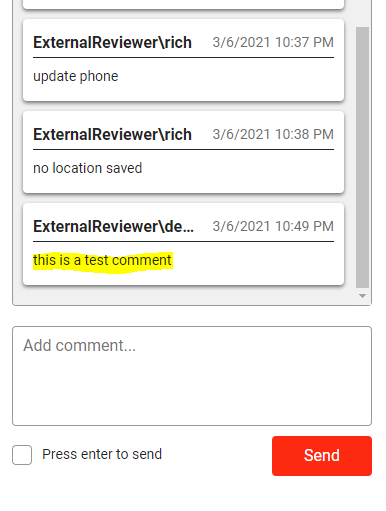 ExternalReviewer\rich 3/6/2021 10:37 PM
update phone
ExternalReviewer\rich 3/6/2021 10:38 PM
no location saved
ExternalReviewer\de... 3/6/2021 10:49 PM
this is a test comment
Add comment...
Press enter to send
Send